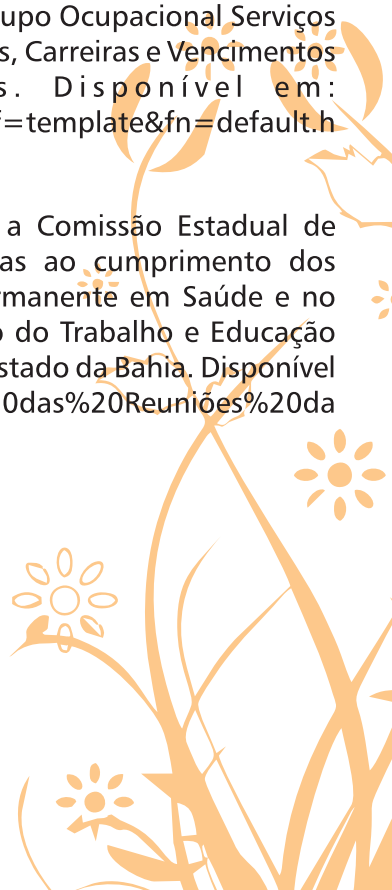 upo Ocupacional Serviços
s, Carreiras e Vencimentos
s. Disponível em:
f=template&fn=default.h
a Comissão Estadual de
as ao cumprimento dos
rmanente em Saúde e no
o do Trabalho e Educação
stado da Bahia. Disponível
0das%20Reuniões%20da